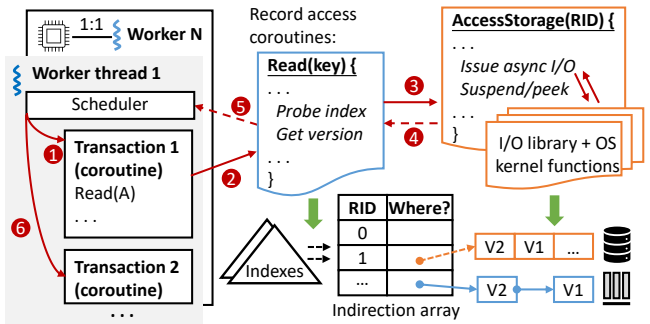 1:1
Worker N
Worker thread 1
Scheduler
1
Transaction 1
(coroutine)
Read(A)
. . .
6
Transaction 2
(coroutine)
. . .
Record access
coroutines:
Read(key) {
. . .
Probe index
Get version
. . .
}
5
2
3
4
AccessStorage(RID) {
. . .
Issue async I/O
Suspend/peek
. . .
}
I/O library + OS
kernel functions
Indexes
RID Where?
0
1
...
Indirection array
V2 V1 ...
V2 V1